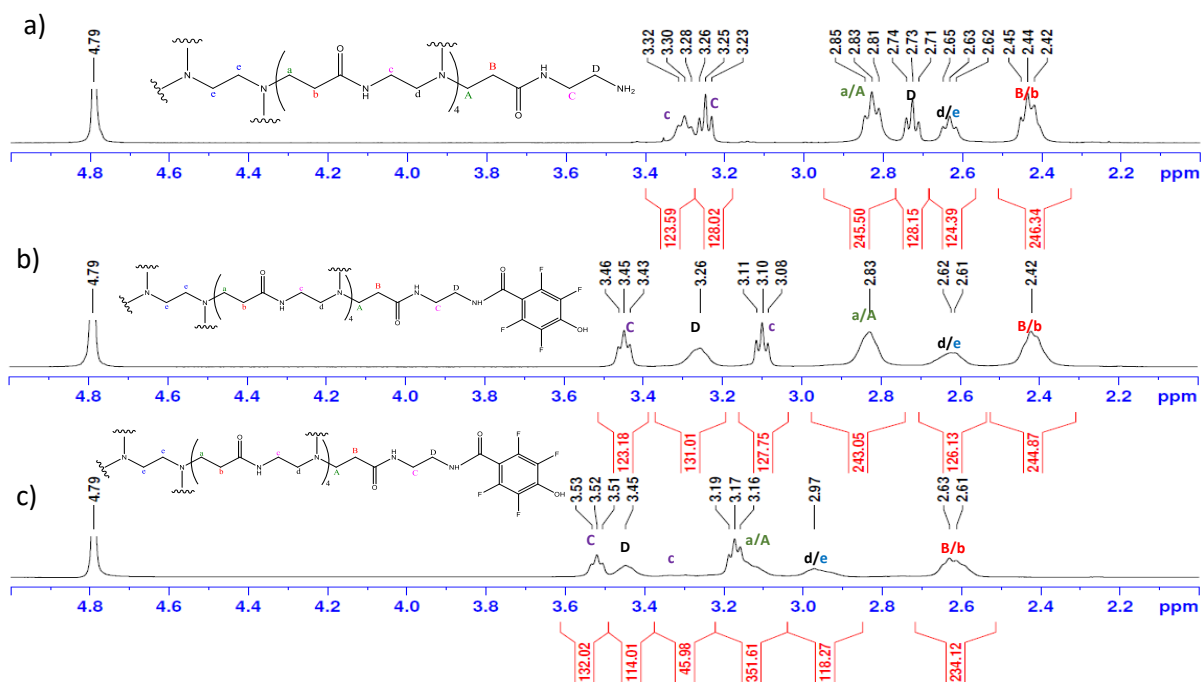 a)
4.79
3.32 3.30 3.28 3.26 3.25 3.23
2.85 2.83 2.81 2.74 2.73 2.71 2.65 2.63 2.62 2.45 2.44 2.42
e e N N a b O N H c d N 4 A B O H N C D NH2
c C a/A D d/e B/b
4.8 4.6 4.4 4.2 4.0 3.8 3.6 3.4 3.2 3.0 2.8 2.6 2.4 2.2 ppm
123.59 128.02 245.50 128.15 124.39 246.34
b)
4.79
3.46 3.45 3.43 3.26 3.11 3.10 3.08 2.83 2.62 2.61 2.42
e e N N a b O N H c d N 4 A B O H N C D H N O F F F F OH
C D c a/A d/e B/b
4.8 4.6 4.4 4.2 4.0 3.8 3.6 3.4 3.2 3.0 2.8 2.6 2.4 2.2 ppm
123.18 131.01 127.75 243.05 126.13 244.87
c)
4.79
3.53 3.52 3.51 3.45 3.19 3.17 3.16 2.97 2.63 2.61
e e N N a b O N H c d N 4 A B O H N C D H N O F F F F OH
C D c a/A d/e B/b
4.8 4.6 4.4 4.2 4.0 3.8 3.6 3.4 3.2 3.0 2.8 2.6 2.4 2.2 ppm
132.02 114.01 45.98 351.61 118.27 234.12